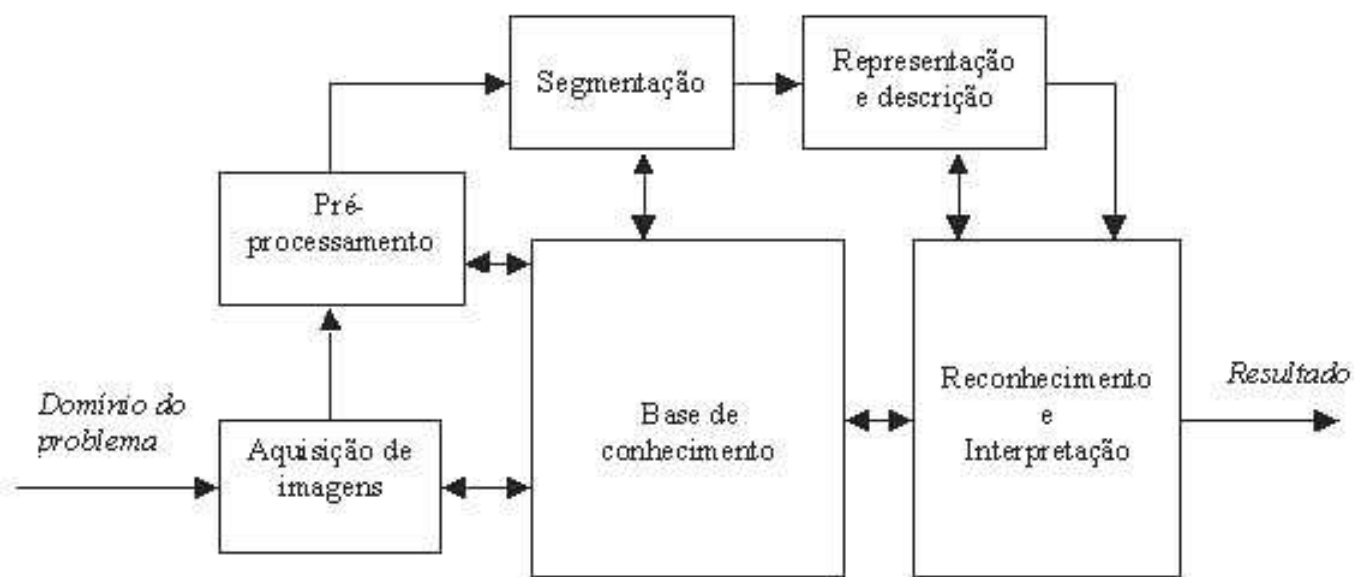 Segmentação
Representação
e descrição
Pré-
processamento
Domínio do
problema
Aquisição de
imagens
Base de
conhecimento
Reconhecimento
e
Interpretação
Resultado